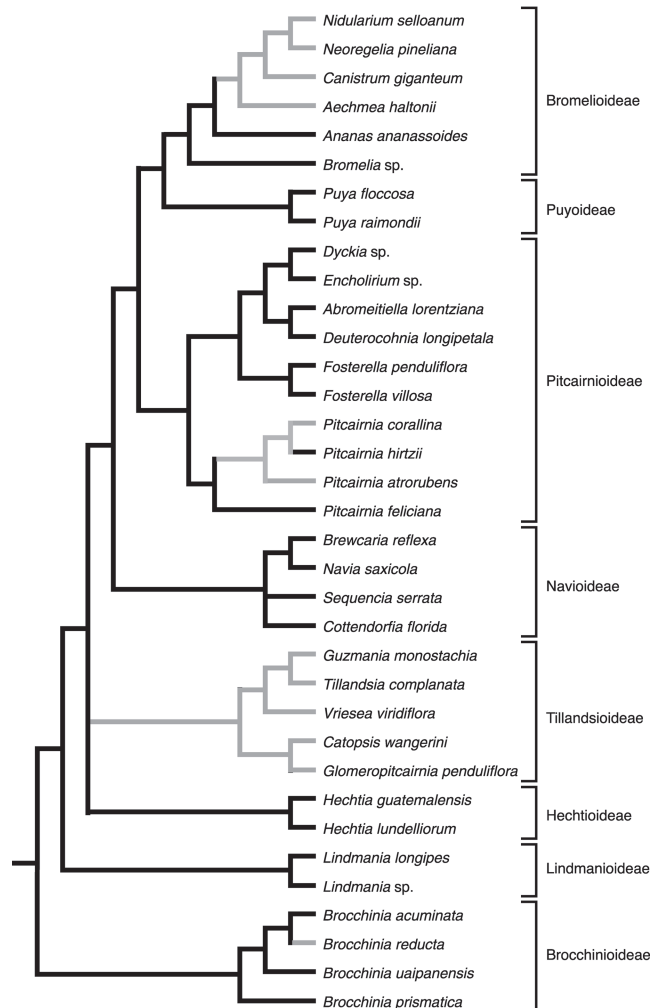 Nidularium selloanum
Neoregelia pineliana
Canistrum giganteum
Aechmea haltonii
Ananas ananassoides
Bromelia sp.
Bromelioideae
Puya floccosa
Puya raimondii
Puyoideae
Dyckia sp.
Encholirium sp.
Abromeitiella lorentziana
Deuterocohnia longipetala
Fosterella penduliflora
Fosterella villosa
Pitcairnia corallina
Pitcairnia hirtzii
Pitcairnia atrorubens
Pitcairnia feliciana
Pitcairnioideae
Brewcaria reflexa
Navia saxicola
Sequencia serrata
Cottendorfia florida
Navioideae
Guzmania monostachia
Tillandsia complanata
Vriesea viridiflora
Catopsis wangerini
Glomeropitcairnia penduliflora
Tillandsioideae
Hechtia guatemalensis
Hechtia lundelliorum
Hechtioideae
Lindmania longipes
Lindmania sp.
Lindmanioideae
Brocchinia acuminata
Brocchinia reducta
Brocchinia uaipanensis
Brocchinia prismatica
Brocchinioideae